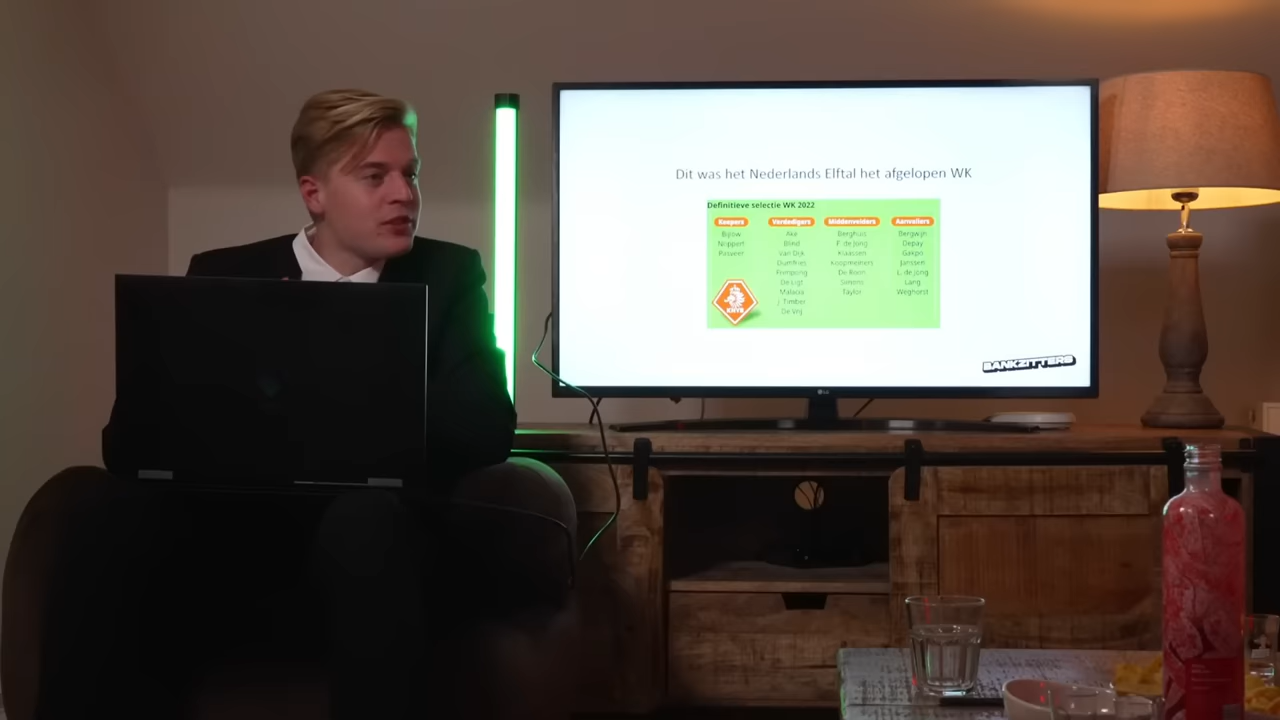 Dit was het Nederlands Elftal het afgelopen WK
Definitieve selectie WK 2022
Keepers
Bijlow
Noppert
Pasveer
Verdedigers
Aké
Blind
Van Dijk
Dumfries
Frimpong
De Ligt
Malacia
J. Timber
De Vrij
Middenvelders
Berghuis
F. de Jong
Klaassen
Koopmeiners
De Roon
Simons
Taylor
Aanvallers
Bergwijn
Depay
Gakpo
Janssen
L. de Jong
Lang
Weghorst
KNVB
BANKZITTERS
LG